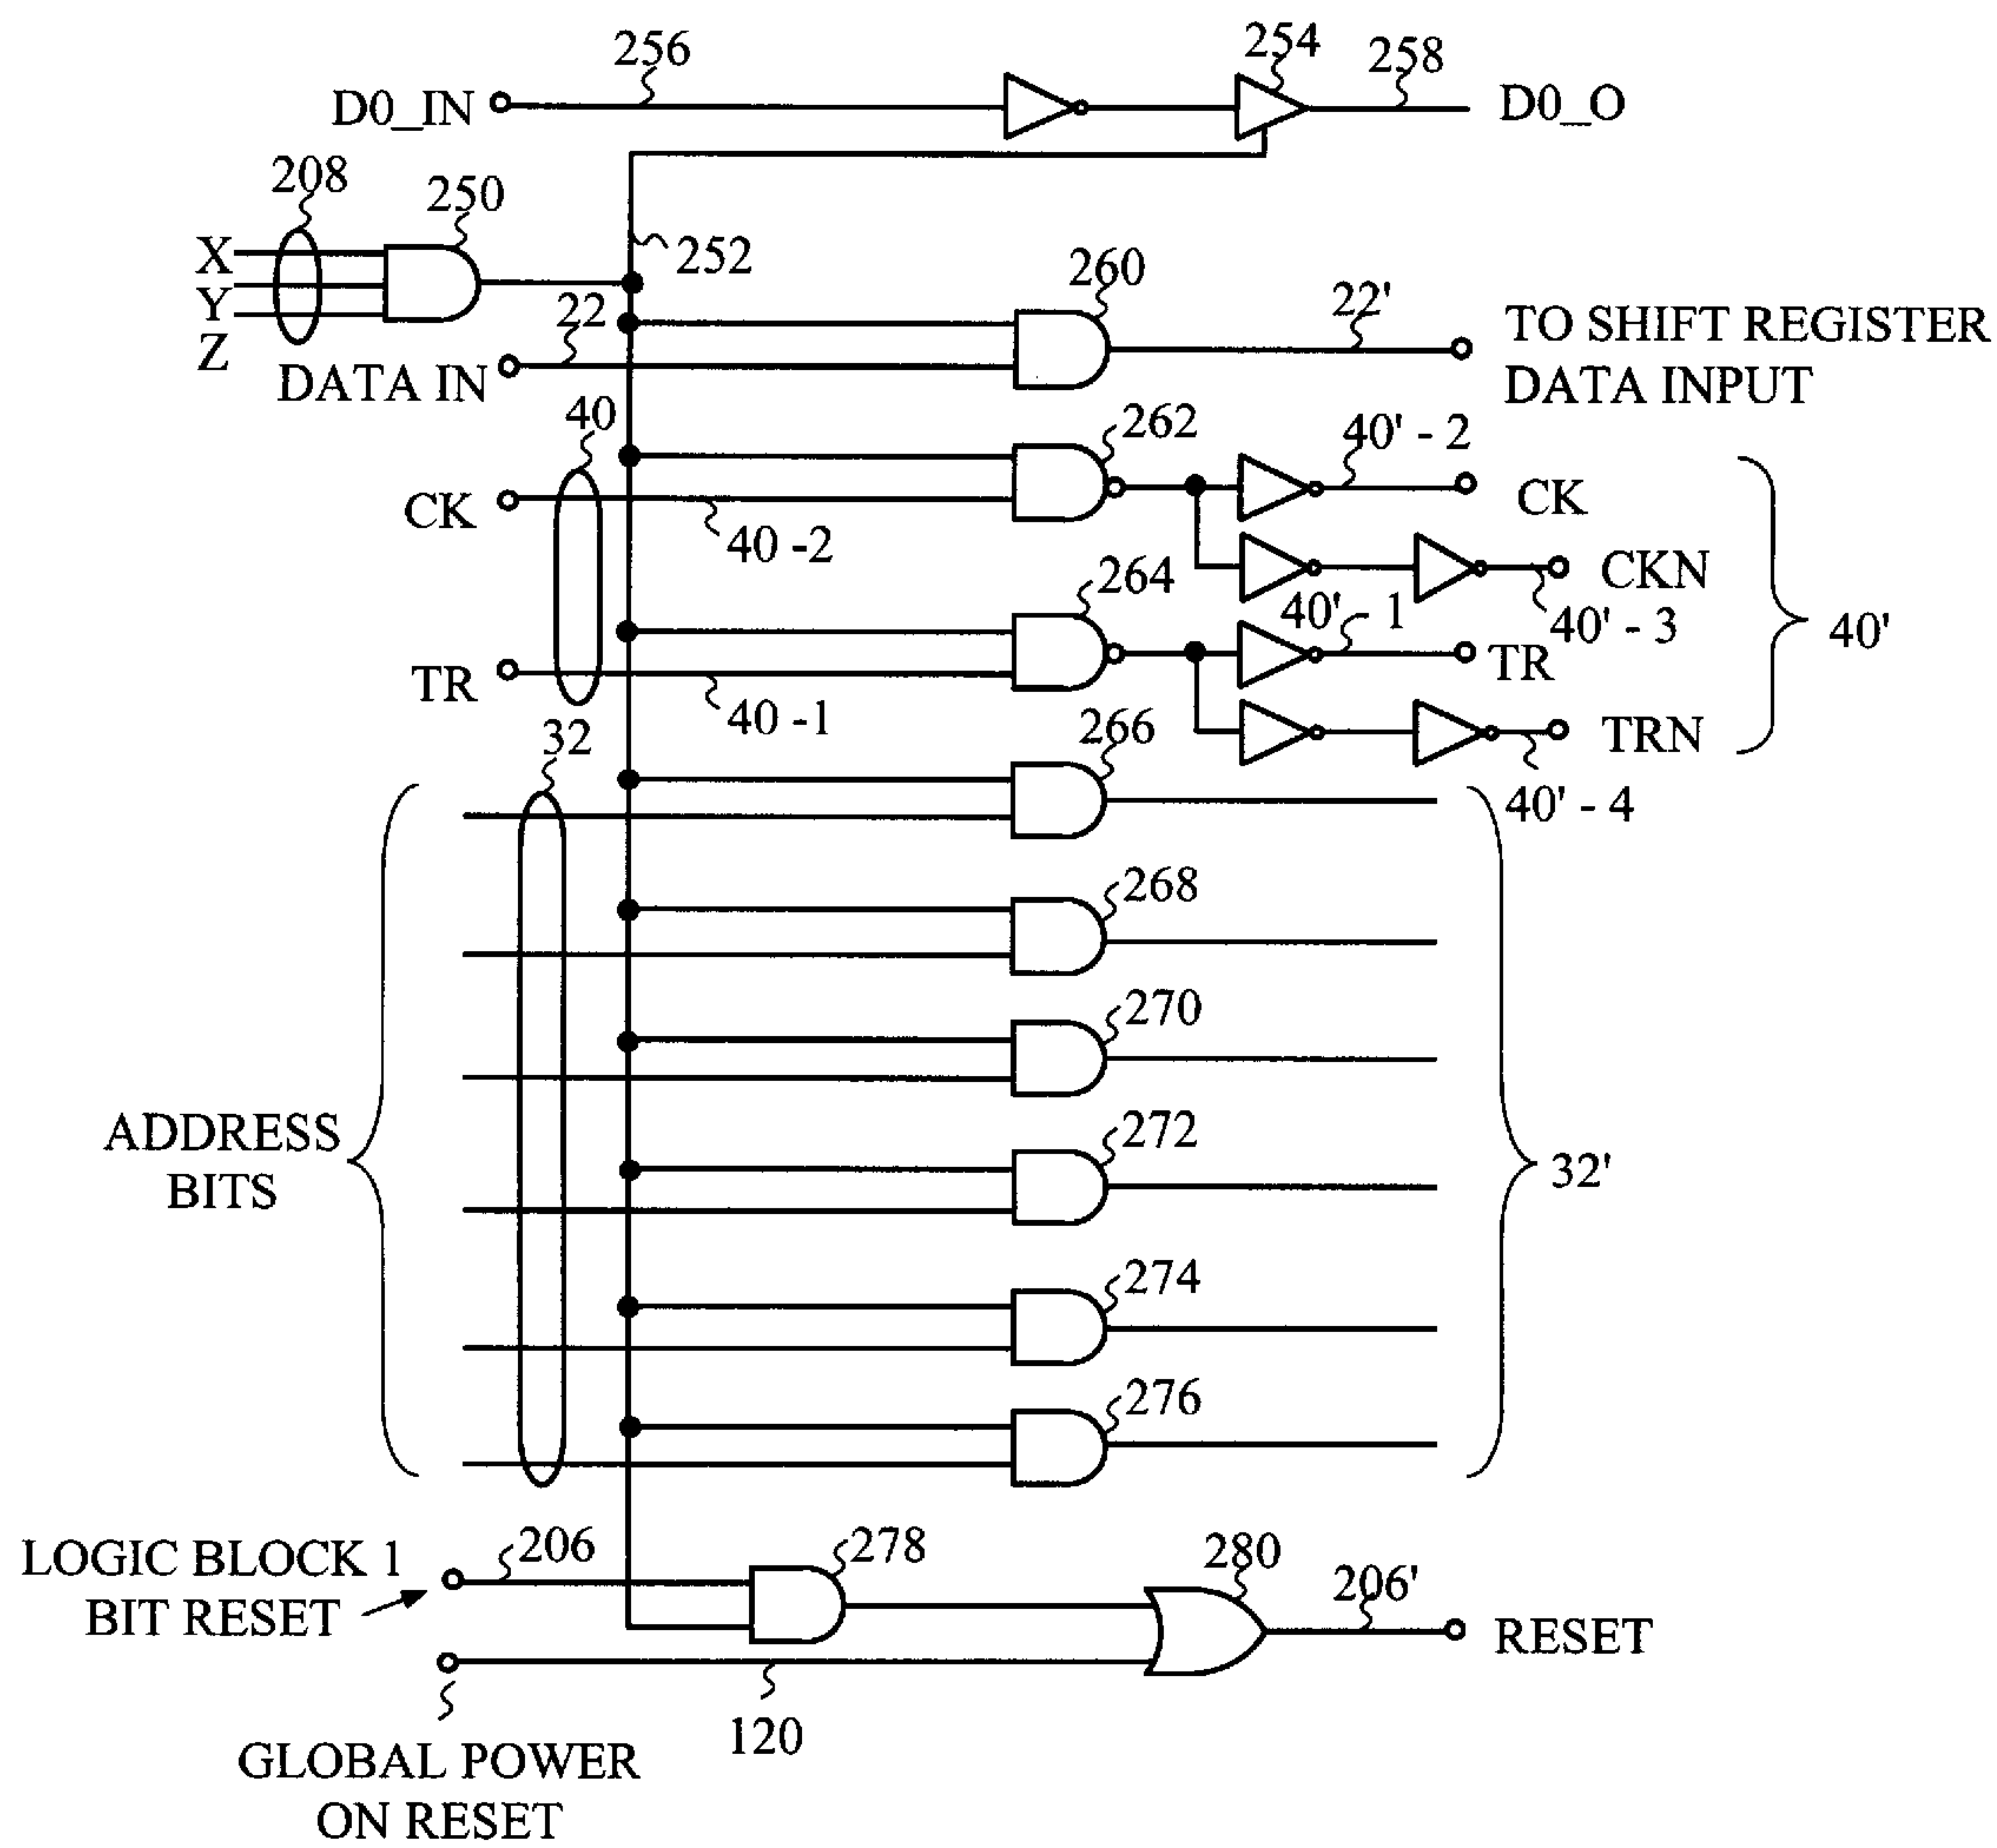 256
254
258
D0_IN
D0_O
208
250
X
Y
Z
252
22
260
22'
DATA IN
TO SHIFT REGISTER
DATA INPUT
40
262
40' - 2
CK
40 -2
CK
264
CKN
40' - 1
40' - 3
40'
TR
40 -1
TR
32
266
TRN
40' - 4
268
270
ADDRESS
BITS
272
32'
274
276
LOGIC BLOCK 1
BIT RESET
206
278
280
206'
RESET
120
GLOBAL POWER
ON RESET